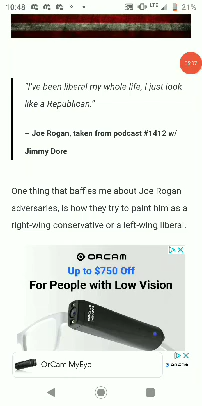 10:48
LTE
21%
"I've been liberal my whole life, I just look
like a Republican."
– Joe Rogan, taken from podcast #1412 w/
Jimmy Dore
One thing that baffles me about Joe Rogan
adversaries, is how they try to paint him as a
right-wing conservative or a left-wing liberal.
ORCAM
Up to $750 Off
For People with Low Vision
OrCam MyEye
ORCAM